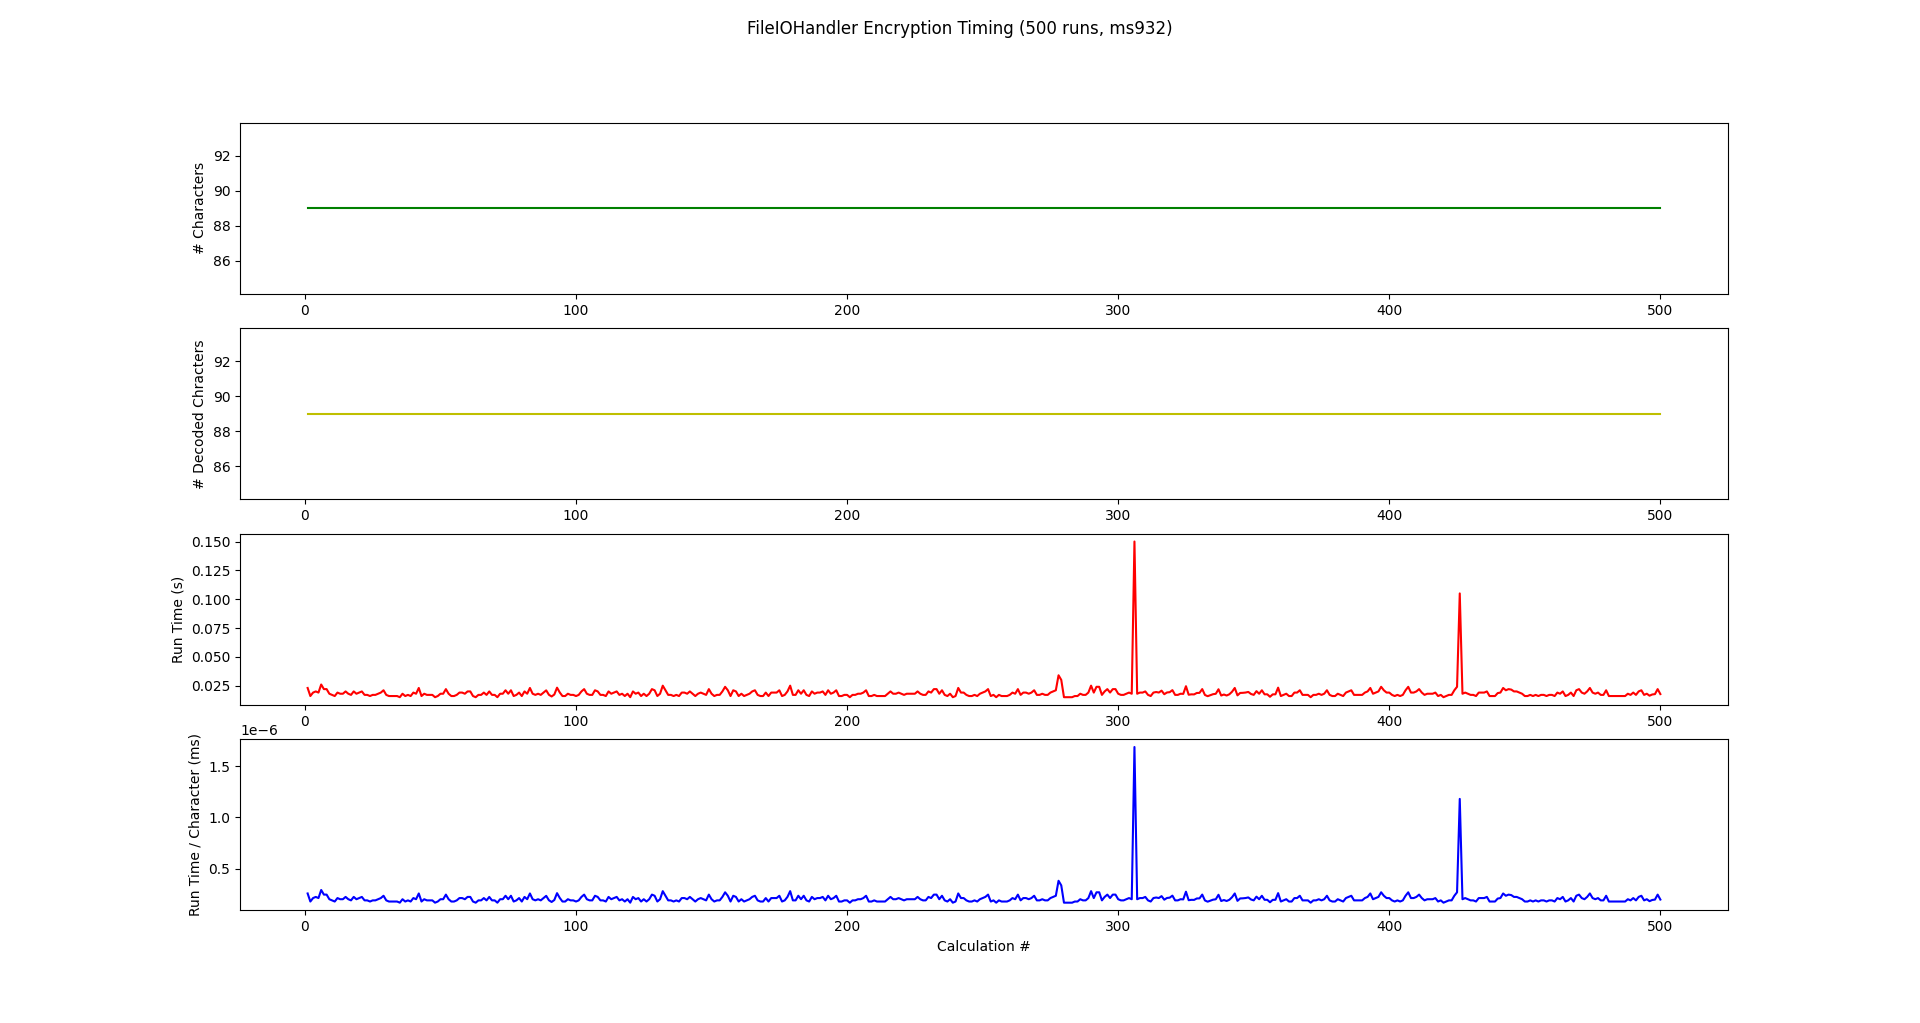 FileIOHandler Encryption Timing (500 runs, ms932)
# Characters
92
90
88
86
0 100 200 300 400 500
# Decoded Chracters
92
90
88
86
0 100 200 300 400 500
Run Time (s)
0.150
0.125
0.100
0.075
0.050
0.025
0 100 200 300 400 500
1e−6
Run Time / Character (ms)
1.5
1.0
0.5
0 100 200 300 400 500
Calculation #